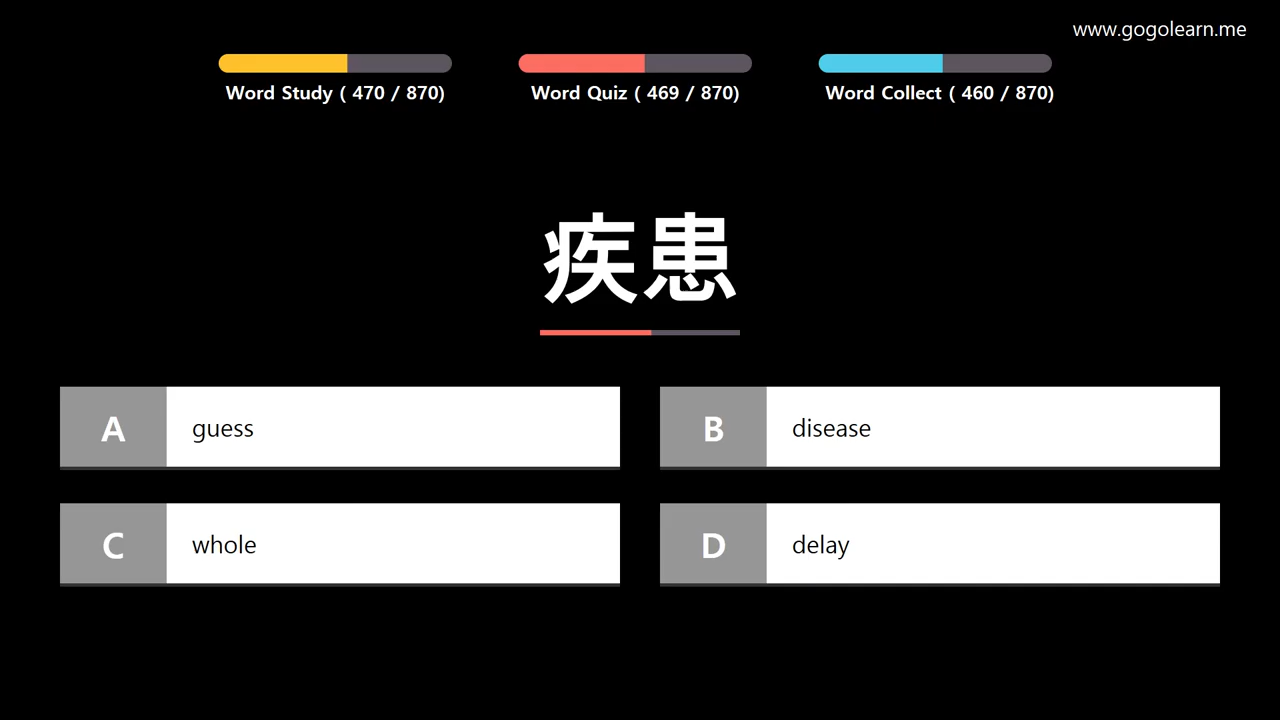 www.gogolearn.me
Word Study ( 470 / 870)
Word Quiz ( 469 / 870)
Word Collect ( 460 / 870)
疾患
A guess
B disease
C whole
D delay